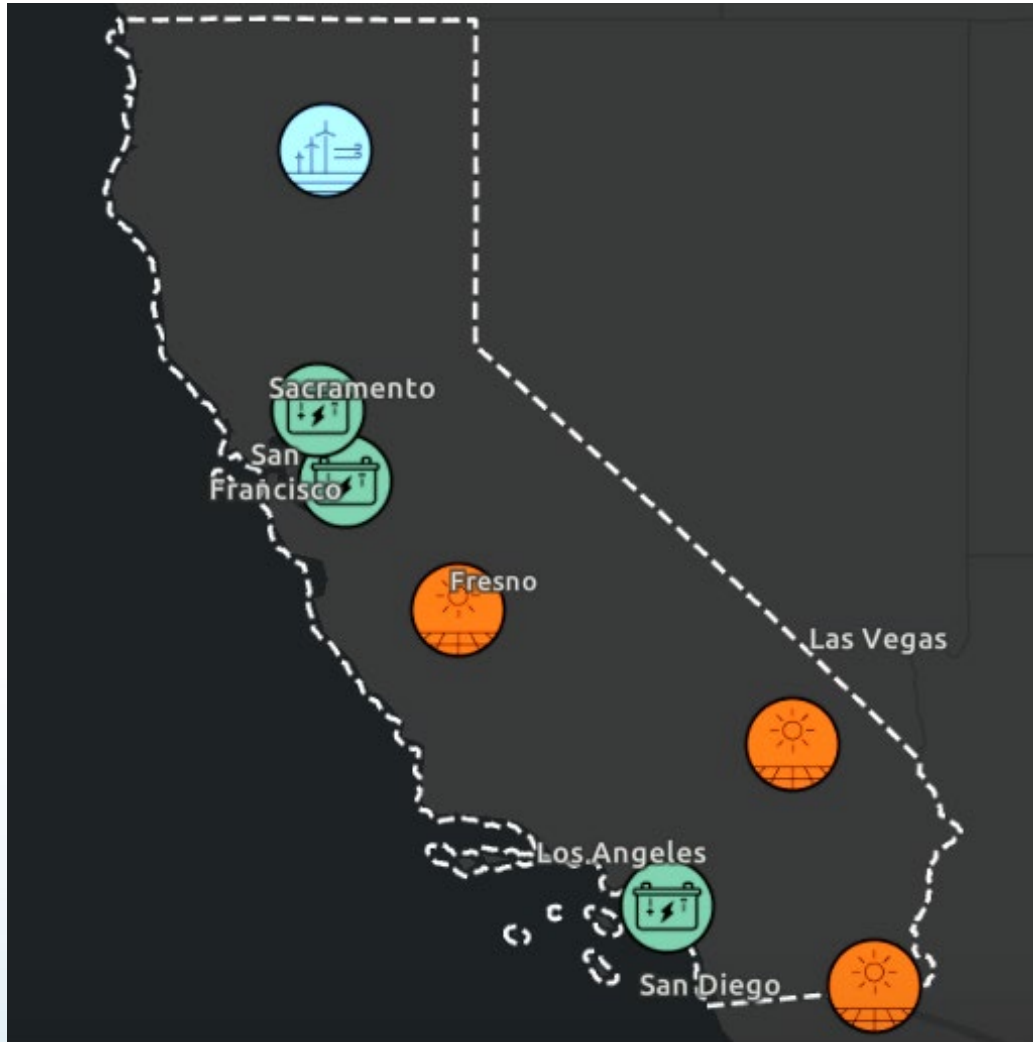 Sacramento
San
Francisco
Fresno
Las Vegas
Los Angeles
San Diego